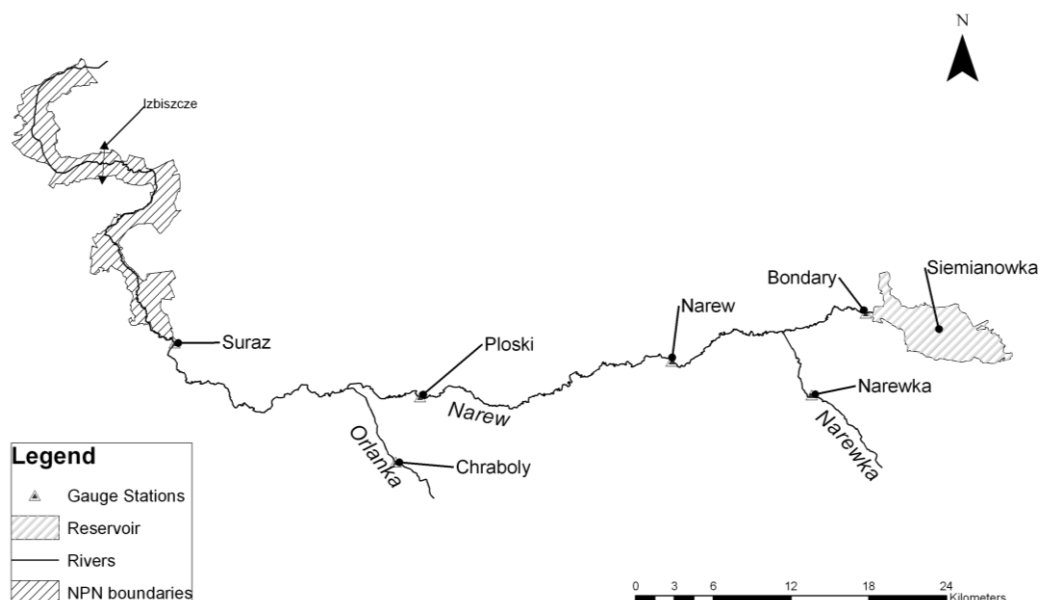 N
Izbiszcze
Siemianowka
Bondary
Narew
Suraz
Ploski
Narewka
Narew
Narewka
Orlanka
Chraboly
Legend
Gauge Stations
Reservoir
Rivers
NPN boundaries
0 3 6 12 18 24
Kilometers